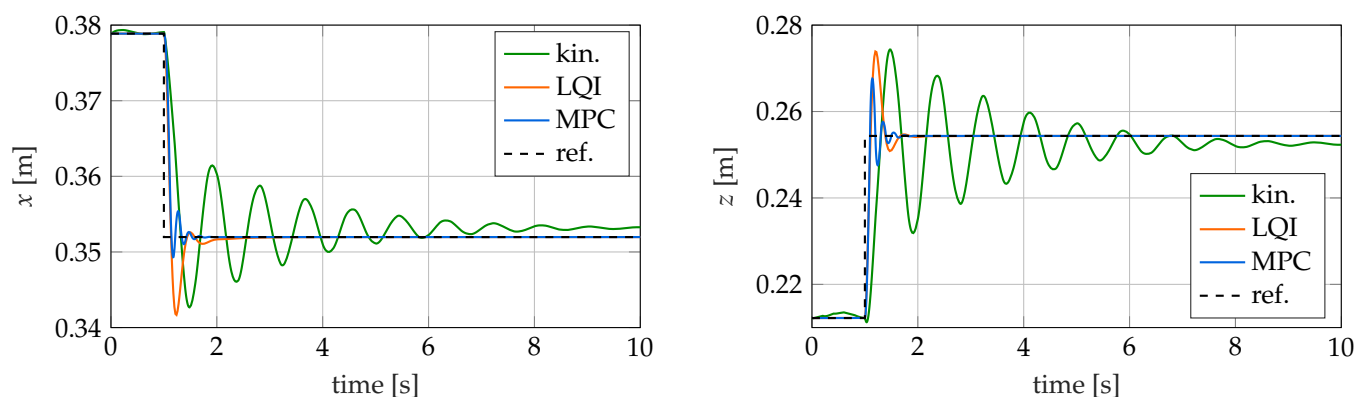 0.38
0.37
0.36
0.35
0.34
x [m]
0 2 4 6 8 10
time [s]
kin.
LQI
MPC
ref.
0.28
0.26
0.24
0.22
z [m]
0 2 4 6 8 10
time [s]
kin.
LQI
MPC
ref.